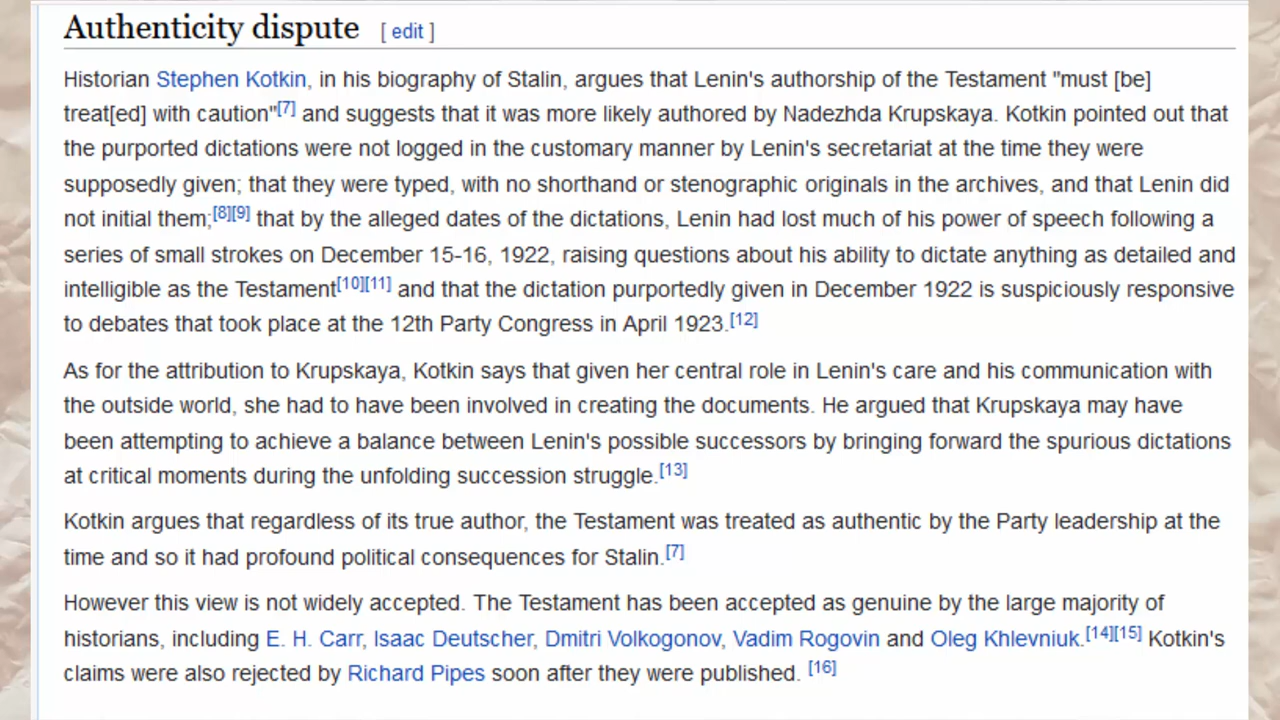 Authenticity dispute [ edit ]
Historian Stephen Kotkin, in his biography of Stalin, argues that Lenin's authorship of the Testament "must [be]
treat[ed] with caution"[7] and suggests that it was more likely authored by Nadezhda Krupskaya. Kotkin pointed out that
the purported dictations were not logged in the customary manner by Lenin's secretariat at the time they were
supposedly given; that they were typed, with no shorthand or stenographic originals in the archives, and that Lenin did
not initial them;[8][9] that by the alleged dates of the dictations, Lenin had lost much of his power of speech following a
series of small strokes on December 15-16, 1922, raising questions about his ability to dictate anything as detailed and
intelligible as the Testament[10][11] and that the dictation purportedly given in December 1922 is suspiciously responsive
to debates that took place at the 12th Party Congress in April 1923.[12]
As for the attribution to Krupskaya, Kotkin says that given her central role in Lenin's care and his communication with
the outside world, she had to have been involved in creating the documents. He argued that Krupskaya may have
been attempting to achieve a balance between Lenin's possible successors by bringing forward the spurious dictations
at critical moments during the unfolding succession struggle.[13]
Kotkin argues that regardless of its true author, the Testament was treated as authentic by the Party leadership at the
time and so it had profound political consequences for Stalin.[7]
However this view is not widely accepted. The Testament has been accepted as genuine by the large majority of
historians, including E. H. Carr, Isaac Deutscher, Dmitri Volkogonov, Vadim Rogovin and Oleg Khlevniuk.[14][15] Kotkin's
claims were also rejected by Richard Pipes soon after they were published. [16]